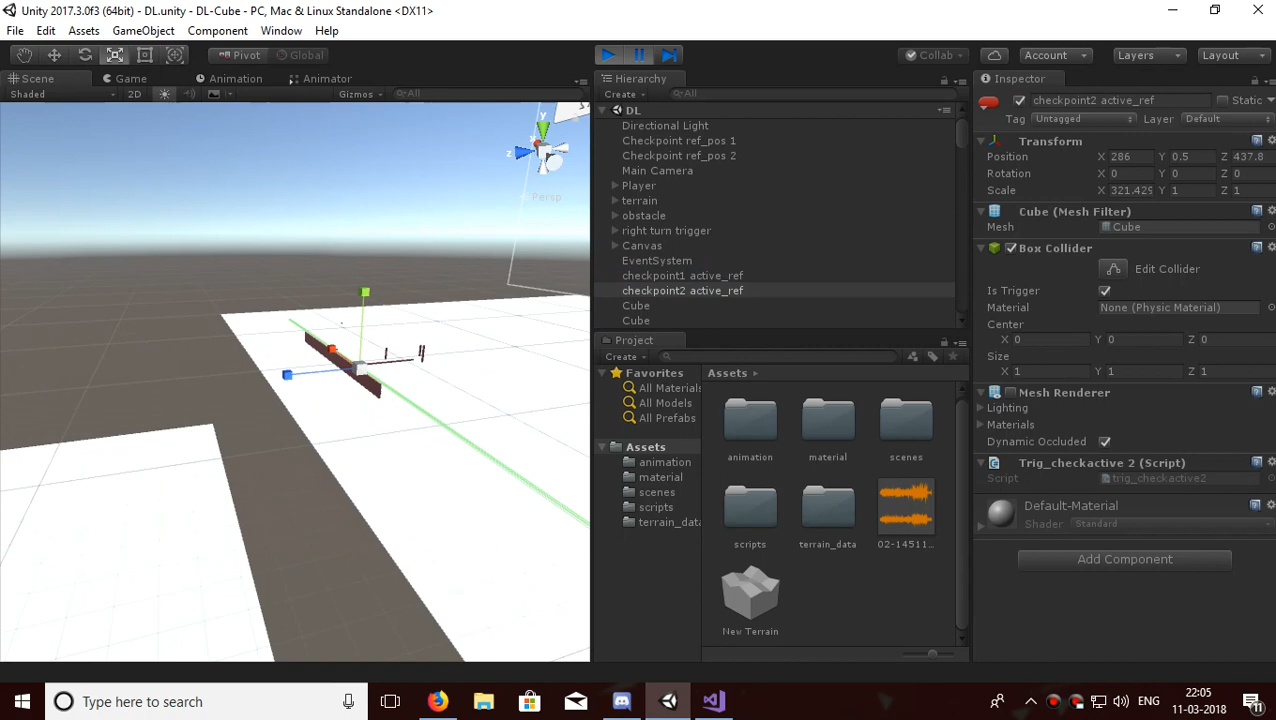 Unity 2017.3.0f3 (64bit) - DL.unity - DL-Cube - PC, Mac & Linux Standalone <DX11>
File Edit Assets GameObject Component Window Help
Pivot Global Collab Account Layers Layout
Scene Game Animation Animator
Shaded 2D Gizmos All
y
x
z
Persp
Hierarchy
Create All
DL
Directional Light
Checkpoint ref_pos 1
Checkpoint ref_pos 2
Main Camera
Player
terrain
obstacle
right turn trigger
Canvas
EventSystem
checkpoint1 active_ref
checkpoint2 active_ref
Cube
Cube
Project
Create
Favorites
All Materials
All Models
All Prefabs
Assets
animation
material
scenes
scripts
terrain_data
Assets
animation material scenes
scripts terrain_data 02-14511...
New Terrain
Inspector
checkpoint2 active_ref Static
Tag Untagged Layer Default
Transform
Position X 286 Y 0.5 Z 437.8
Rotation X 0 Y 0 Z 0
Scale X 321.429 Y 1 Z 1
Cube (Mesh Filter)
Mesh Cube
Box Collider
Edit Collider
Is Trigger
Material None (Physic Material)
Center
X 0 Y 0 Z 0
Size
X 1 Y 1 Z 1
Mesh Renderer
Lighting
Materials
Dynamic Occluded
Trig_checkactive 2 (Script)
Script trig_checkactive2
Default-Material
Shader Standard
Add Component
Type here to search
ENG
22:05
11-03-2018
11